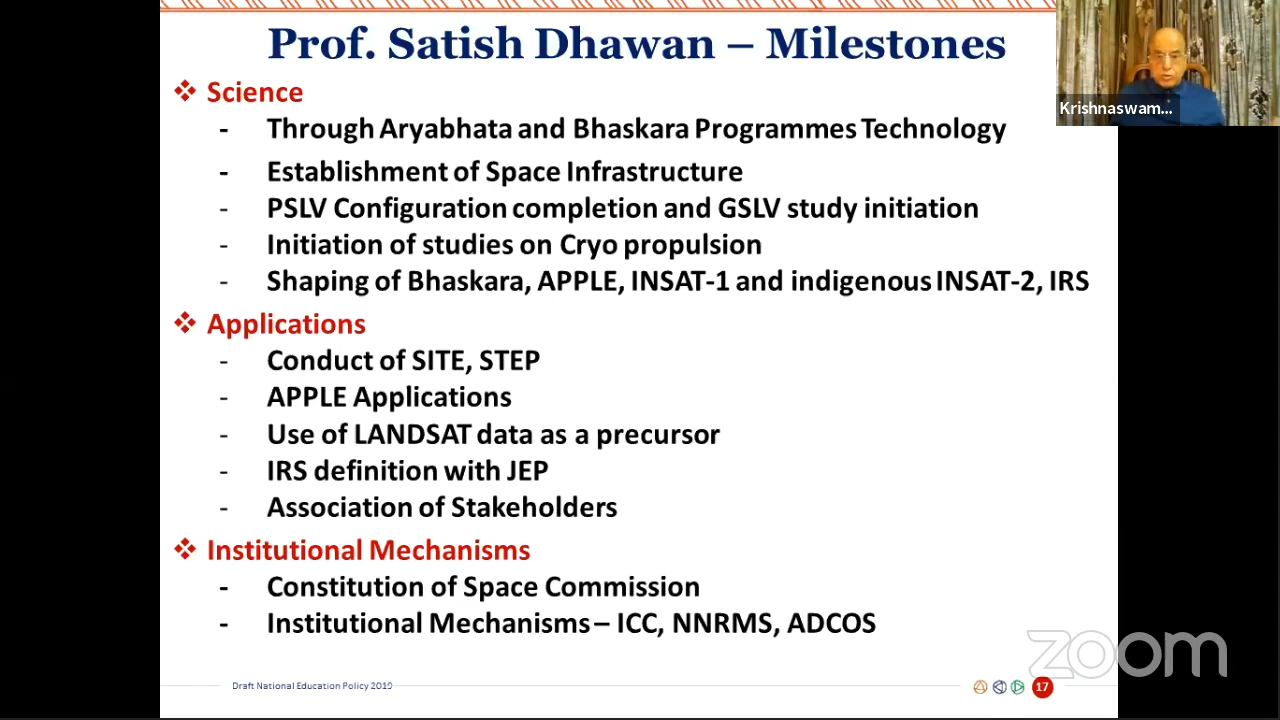 Prof. Satish Dhawan – Milestones
❖ Science
- Through Aryabhata and Bhaskara Programmes Technology
- Establishment of Space Infrastructure
- PSLV Configuration completion and GSLV study initiation
- Initiation of studies on Cryo propulsion
- Shaping of Bhaskara, APPLE, INSAT-1 and indigenous INSAT-2, IRS
❖ Applications
- Conduct of SITE, STEP
- APPLE Applications
- Use of LANDSAT data as a precursor
- IRS definition with JEP
- Association of Stakeholders
❖ Institutional Mechanisms
- Constitution of Space Commission
- Institutional Mechanisms – ICC, NNRMS, ADCOS
Draft National Education Policy 2019
17
Krishnaswam...
zoom